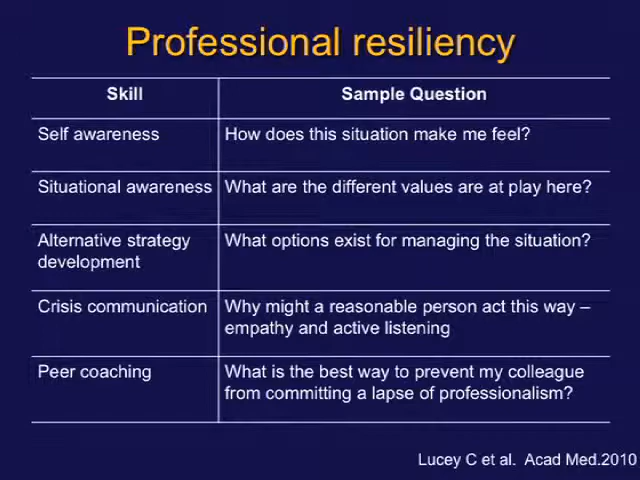 Professional resiliency
Skill
Sample Question
Self awareness
How does this situation make me feel?
Situational awareness
What are the different values are at play here?
Alternative strategy
development
What options exist for managing the situation?
Crisis communication
Why might a reasonable person act this way –
empathy and active listening
Peer coaching
What is the best way to prevent my colleague
from committing a lapse of professionalism?
Lucey C et al.  Acad Med.2010